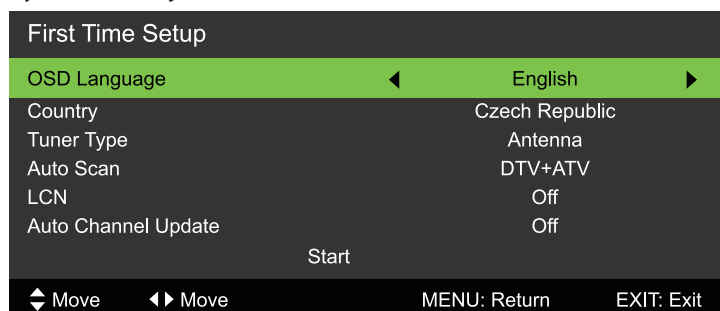 First Time Setup
OSD Language English
Country Czech Republic
Tuner Type Antenna
Auto Scan DTV+ATV
LCN Off
Auto Channel Update Off
Start
Move Move MENU: Return EXIT: Exit